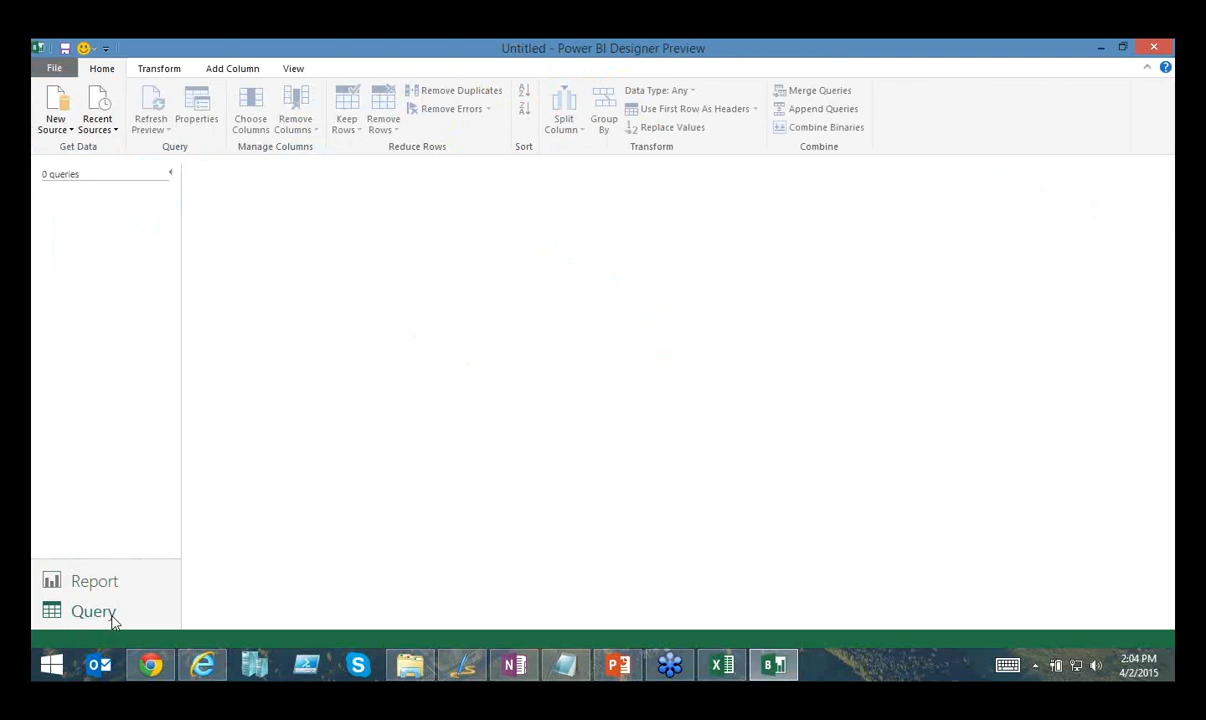 Untitled - Power BI Designer Preview
File Home Transform Add Column View
New Source Recent Sources Refresh Preview Properties Choose Columns Remove Columns Keep Rows Remove Rows Remove Duplicates Remove Errors Split Column Group By Data Type: Any Use First Row As Headers Replace Values Merge Queries Append Queries Combine Binaries
Get Data Query Manage Columns Reduce Rows Sort Transform Combine
0 queries
Report
Query
2:04 PM
4/2/2015